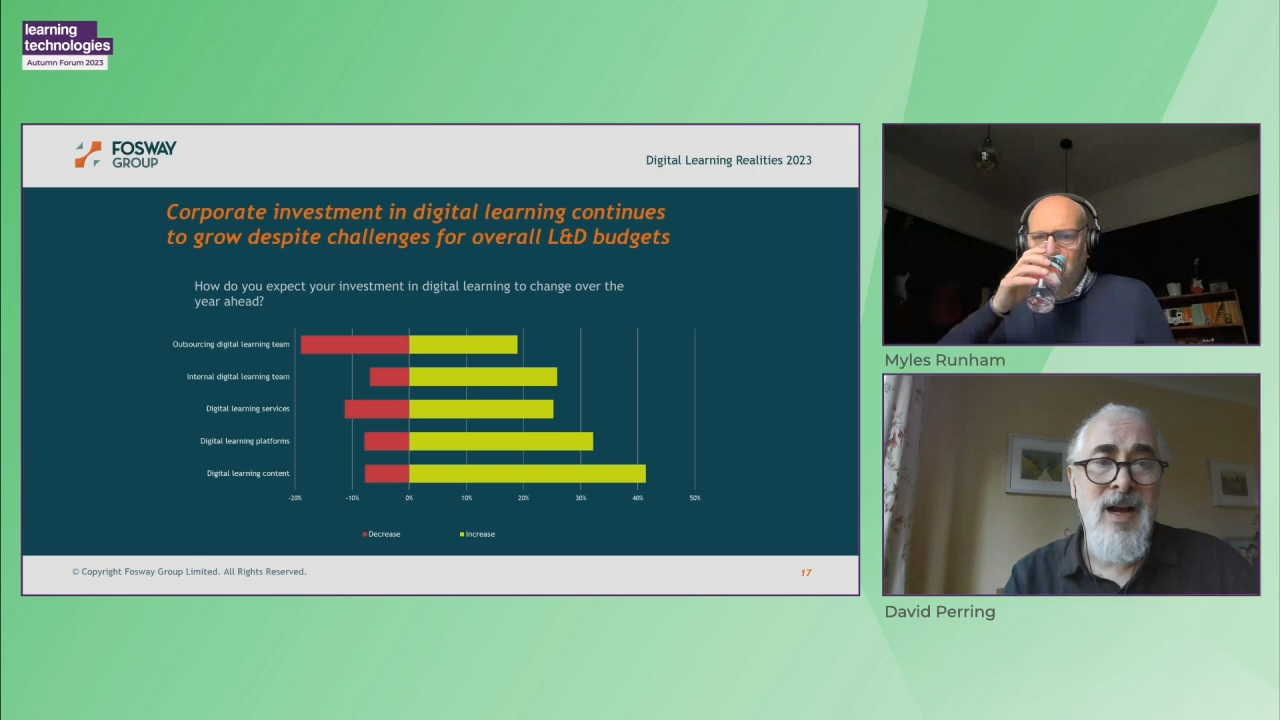 learning
technologies
Autumn Forum 2023
FOSWAY
GROUP
Digital Learning Realities 2023
Corporate investment in digital learning continues
to grow despite challenges for overall L&D budgets
How do you expect your investment in digital learning to change over the
year ahead?
Outsourcing digital learning team
Internal digital learning team
Digital learning services
Digital learning platforms
Digital learning content
-20% -10% 0% 10% 20% 30% 40% 50%
Decrease Increase
© Copyright Fosway Group Limited. All Rights Reserved.
17
Myles Runham
David Perring